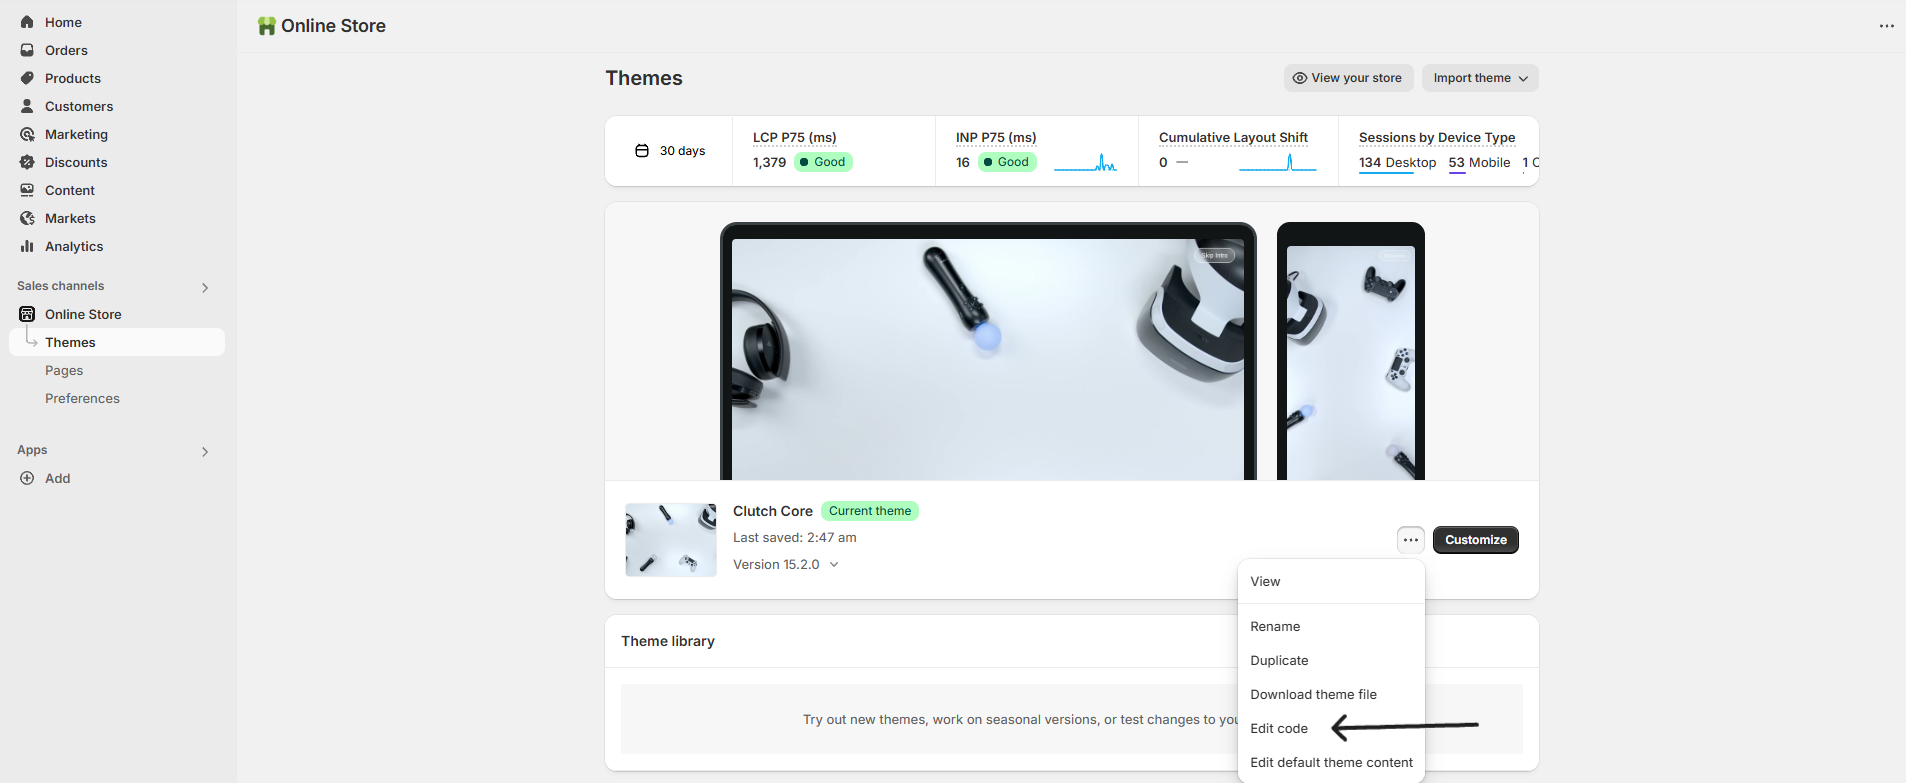 Home
Orders
Products
Customers
Marketing
Discounts
Content
Markets
Analytics
Sales channels
Online Store
Themes
Pages
Preferences
Apps
Add
Online Store
Themes
View your store
Import theme
30 days
LCP P75 (ms)
1,379 Good
INP P75 (ms)
16 Good
Cumulative Layout Shift
0 —
Sessions by Device Type
134 Desktop 53 Mobile 1
Skip Intro
Clutch Core Current theme
Last saved: 2:47 am
Version 15.2.0
Customize
View
Rename
Duplicate
Download theme file
Edit code
Edit default theme content
Theme library
Try out new themes, work on seasonal versions, or test changes to